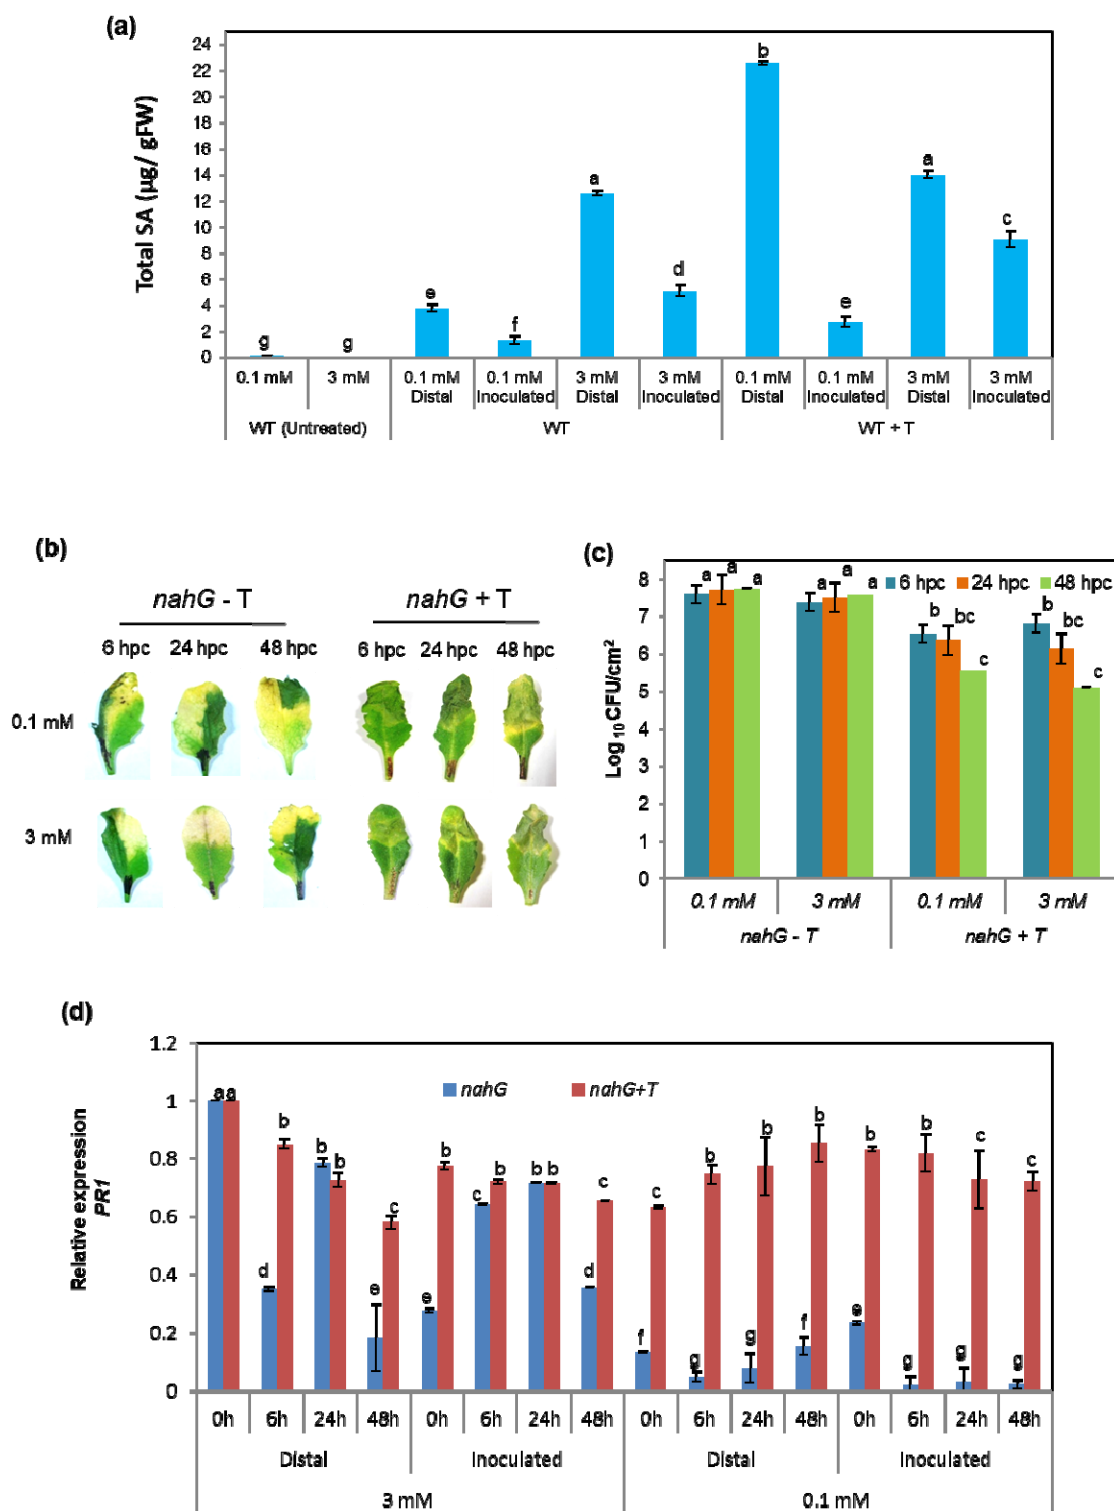 (a)
Total SA (µg/ gFW)
24
22
20
18
16
14
12
10
8
6
4
2
0
g
g
e
f
a
d
b
e
a
c
0.1 mM
3 mM
0.1 mM Distal
0.1 mM Inoculated
3 mM Distal
3 mM Inoculated
0.1 mM Distal
0.1 mM Inoculated
3 mM Distal
3 mM Inoculated
WT (Untreated)
WT
WT + T
(b)
nahG - T
nahG + T
6 hpc
24 hpc
48 hpc
6 hpc
24 hpc
48 hpc
0.1 mM
3 mM
(c)
Log 10 CFU/cm2
8
7
6
5
4
3
2
1
0
6 hpc
24 hpc
48 hpc
a
a
a
a
a
a
b
bc
c
b
bc
c
0.1 mM
3 mM
0.1 mM
3 mM
nahG - T
nahG + T
(d)
Relative expression
PR1
1.2
1
0.8
0.6
0.4
0.2
0
nahG
nahG+T
a
a
d
b
b
b
e
c
e
b
c
b
b
b
d
c
f
c
g
b
g
b
f
b
e
b
g
b
g
c
g
c
0h
6h
24h
48h
0h
6h
24h
48h
0h
6h
24h
48h
0h
6h
24h
48h
Distal
Inoculated
Distal
Inoculated
3 mM
0.1 mM